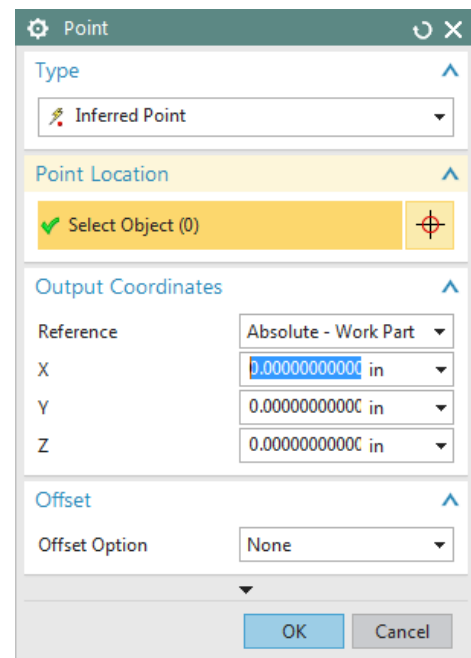 Point
Type
Inferred Point
Point Location
Select Object (0)
Output Coordinates
Reference Absolute - Work Part
X 0.00000000000 in
Y 0.00000000000 in
Z 0.00000000000 in
Offset
Offset Option None
OK Cancel